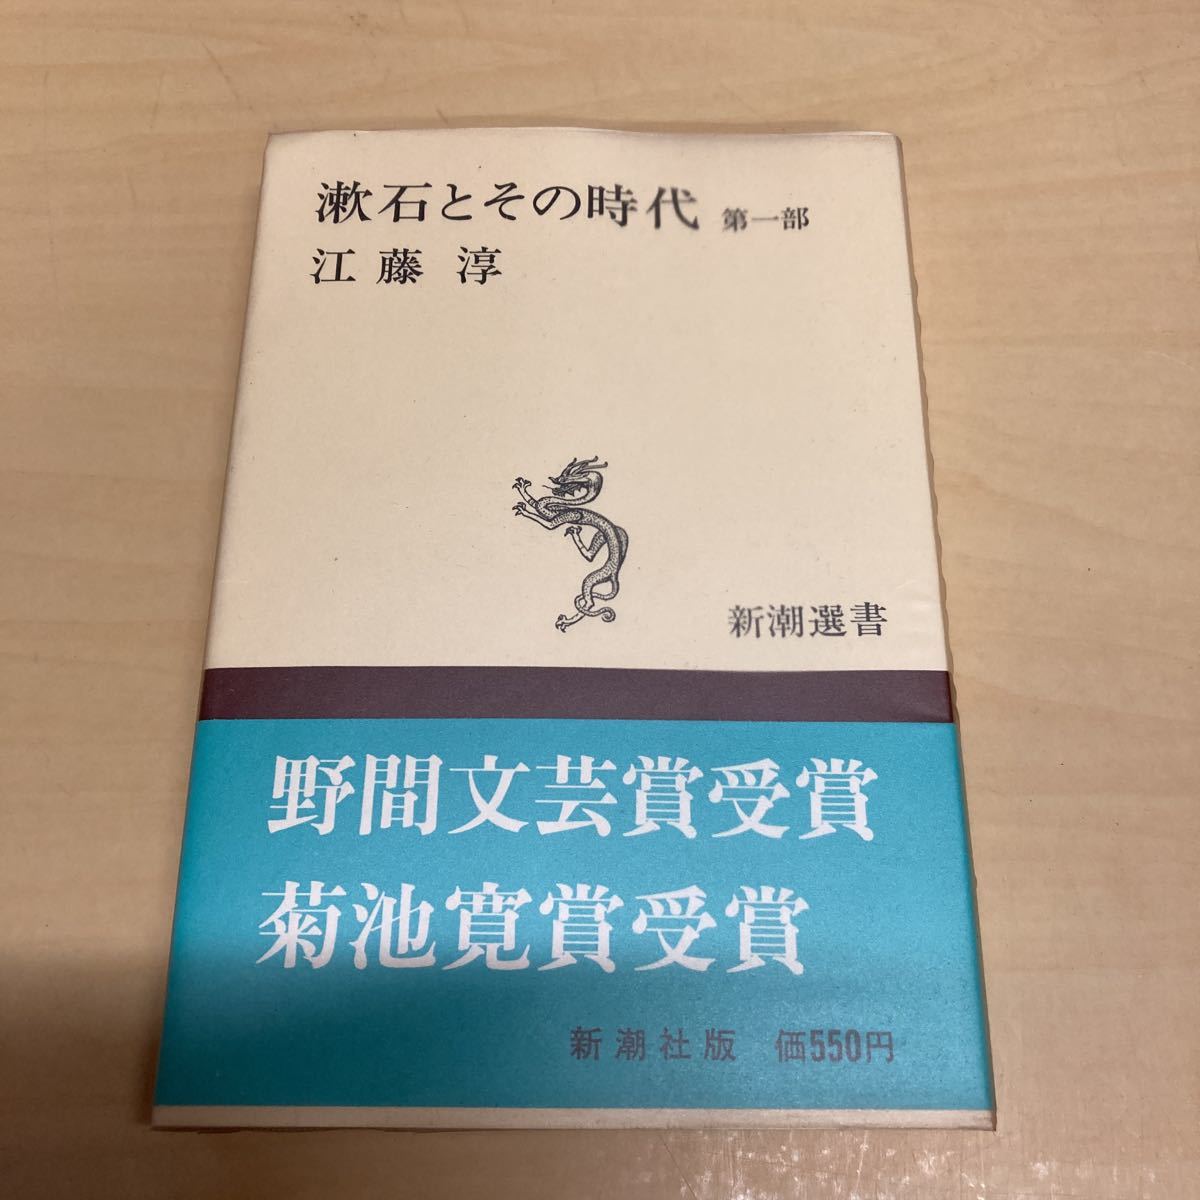 漱石とその時代 第一部
江藤 淳
新潮選書
野間文芸賞受賞
菊池寛賞受賞
新潮社版 価550円